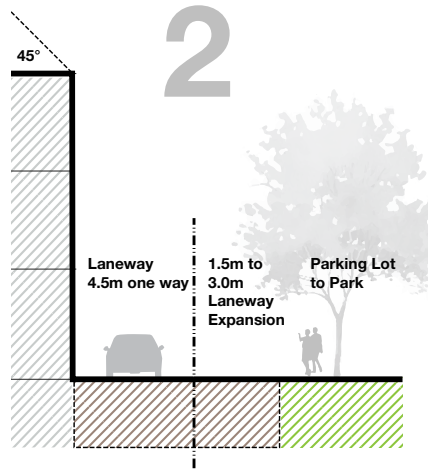 2
45°
Laneway
4.5m one way
1.5m to
3.0m
Laneway
Expansion
Parking Lot
to Park